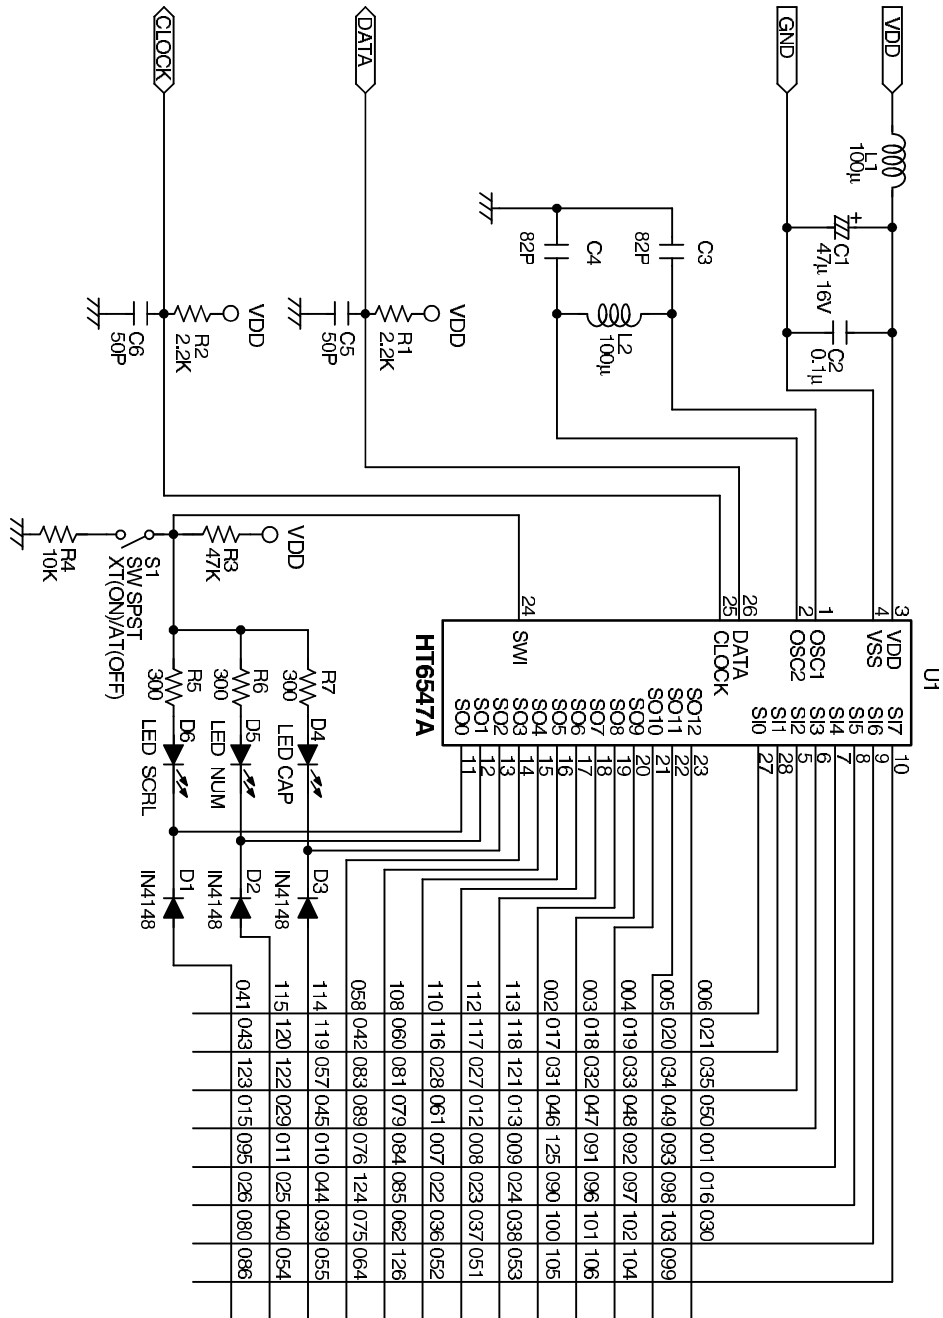 VDD
GND
DATA
CLOCK
L1
100μ
+
C1
47μ 16V
C2
0.1μ
C3
82P
C4
82P
L2
100μ
VDD
R1
2.2K
C5
50P
VDD
R2
2.2K
C6
50P
VDD
R3
47K
S1
SW SPST
XT(ON)/AT(OFF)
R4
10K
U1
3 VDD SI7 10
4 VSS SI6 9
SI5 8
SI4 7
1 OSC1 SI3 6
2 OSC2 SI2 5
SI1 28
SI0 27
26 DATA
25 CLOCK
SO12 23
SO11 22
SO10 21
SO9 20
SO8 19
SO7 18
SO6 17
SO5 16
SO4 15
24 SWI SO3 14
SO2 13
SO1 12
SO0 11
HT6547A
R7
300
D4
LED CAP
D3
IN4148
R6
300
D5
LED NUM
D2
IN4148
R5
300
D6
LED SCRL
D1
IN4148
006 021 035 050 001 016 030
005 020 034 049 093 098 103 099
004 019 033 048 092 097 102 104
003 018 032 047 091 096 101 106
002 017 031 046 125 090 100 105
113 118 121 013 009 024 038 053
112 117 027 012 008 023 037 051
110 116 028 061 007 022 036 052
108 060 081 079 084 085 062 126
058 042 083 089 076 124 075 064
114 119 057 045 010 044 039 055
115 120 122 029 011 025 040 054
041 043 123 015 095 026 080 086